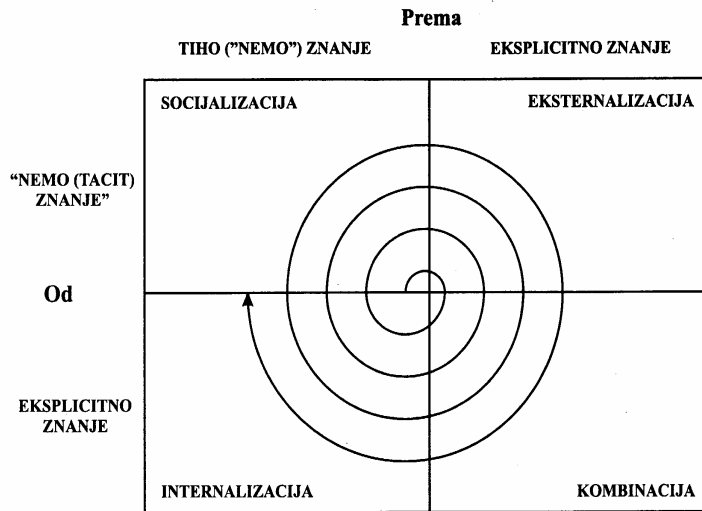 Prema
TIHO ("NEMO") ZNANJE
EKSPLICITNO ZNANJE
SOCIJALIZACIJA
EKSTERNALIZACIJA
“NEMO (TACIT)
ZNANJE”
Od
EKSPLICITNO
ZNANJE
INTERNALIZACIJA
KOMBINACIJA